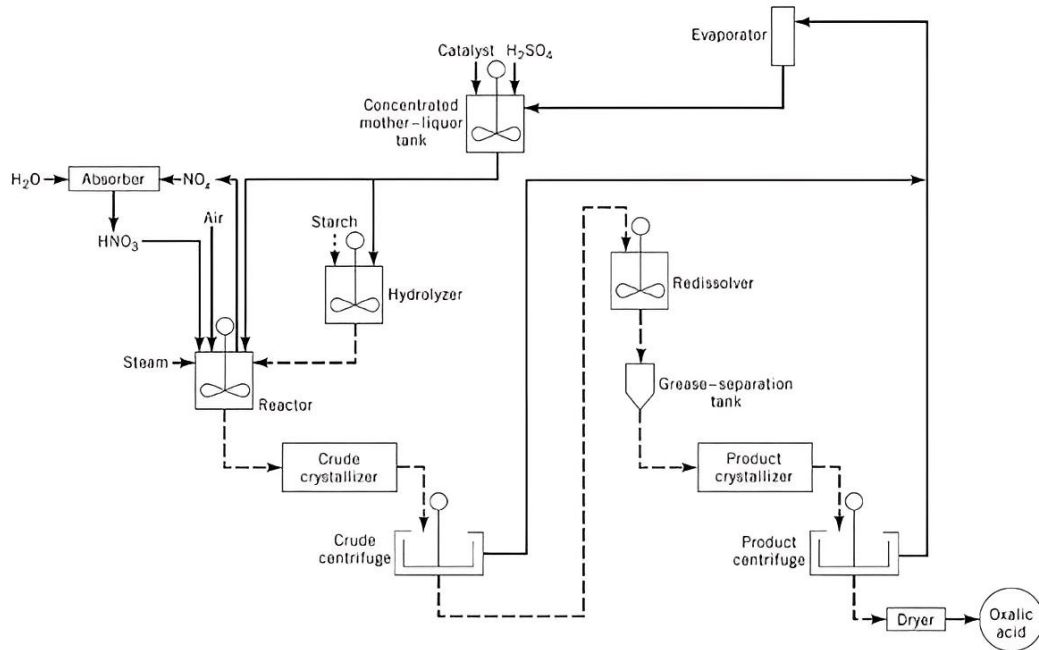 Evaporator
Catalyst H₂SO₄
Concentrated
mother-liquor
tank
H₂O
Absorber
NOₓ
Air
HNO₃
Starch
Hydrolyzer
Redissolver
Steam
Reactor
Grease-separation
tank
Crude
crystallizer
Product
crystallizer
Crude
centrifuge
Product
centrifuge
Dryer
Oxalic
acid